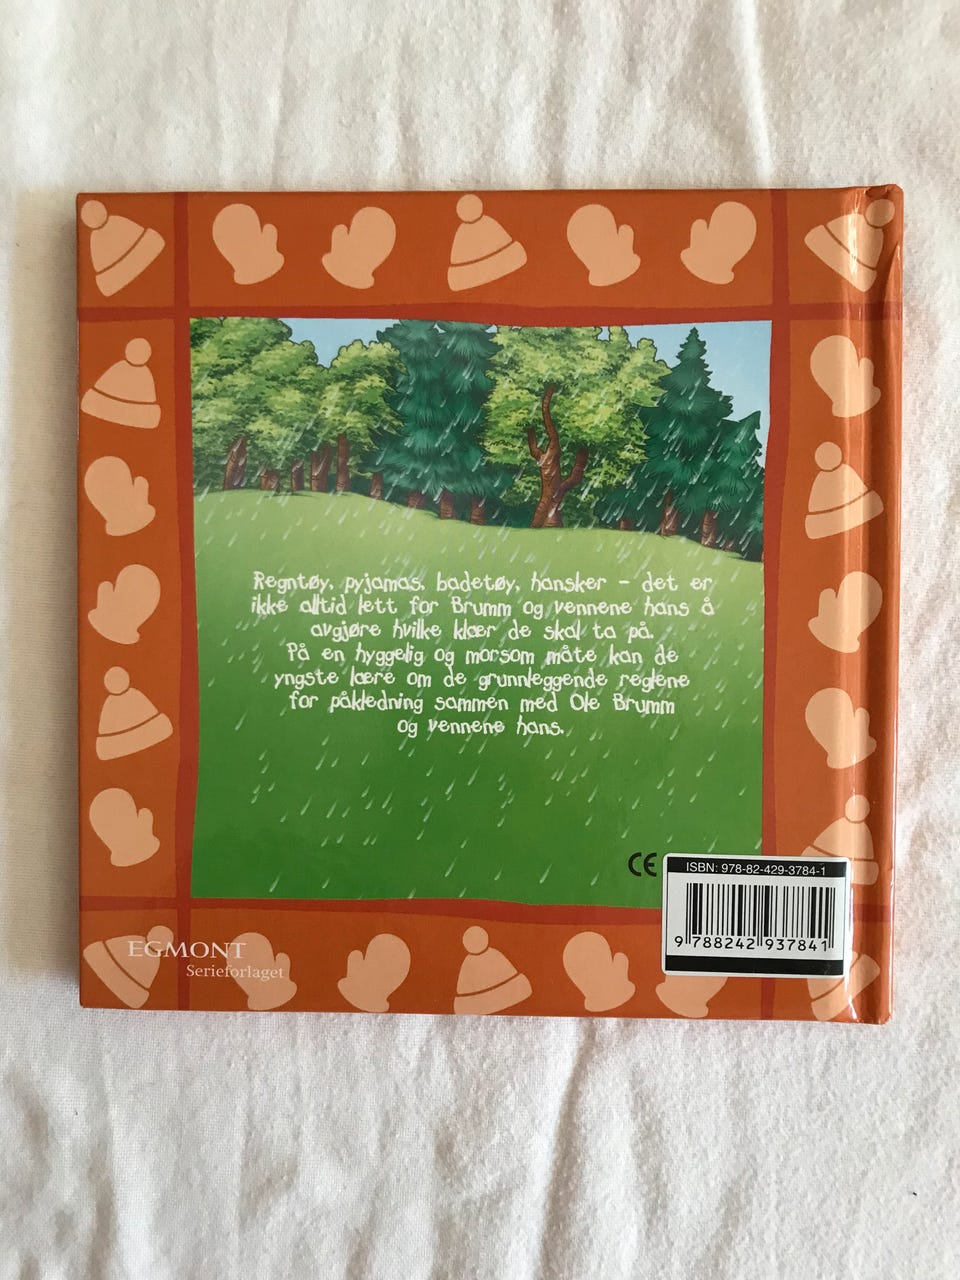 Regntøy, pyjamas, badetøy, hansker – det er
ikke alltid lett for Brumm og vennene hans å
avgjøre hvilke klær de skal ta på.
På en hyggelig og morsom måte kan de
yngste lære om de grunnleggende reglene
for påkledning sammen med Ole Brumm
og vennene hans.
CE
ISBN: 978-82-429-3784-1
9 788242 937841
EGMONT
Serieforlaget